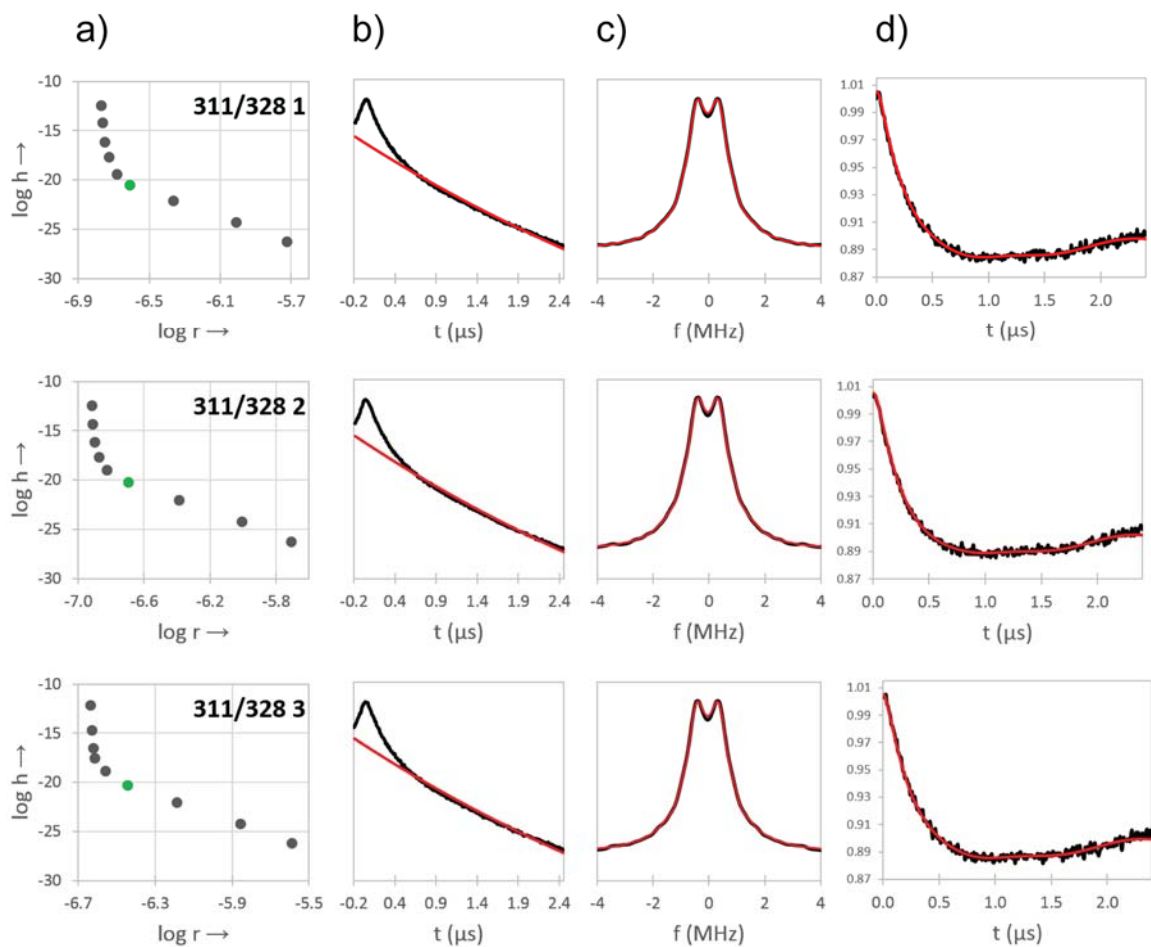 a) b) c) d)
311/328 1
log h →
-10
-15
-20
-25
-30
-6.9 -6.5 -6.1 -5.7
log r →
-0.2 0.4 0.9 1.4 1.9 2.4
t (µs)
-4 -2 0 2 4
f (MHz)
1.01
0.99
0.97
0.95
0.93
0.91
0.89
0.87
0.0 0.5 1.0 1.5 2.0
t (µs)
311/328 2
log h →
-10
-15
-20
-25
-30
-7.0 -6.6 -6.2 -5.8
log r →
-0.2 0.4 0.9 1.4 1.9 2.4
t (µs)
-4 -2 0 2 4
f (MHz)
1.01
0.99
0.97
0.95
0.93
0.91
0.89
0.87
0.0 0.5 1.0 1.5 2.0
t (µs)
311/328 3
log h →
-10
-15
-20
-25
-30
-6.7 -6.3 -5.9 -5.5
log r →
-0.2 0.4 0.9 1.4 1.9 2.4
t (µs)
-4 -2 0 2 4
f (MHz)
1.01
0.99
0.97
0.95
0.93
0.91
0.89
0.87
0.0 0.5 1.0 1.5 2.0
t (µs)